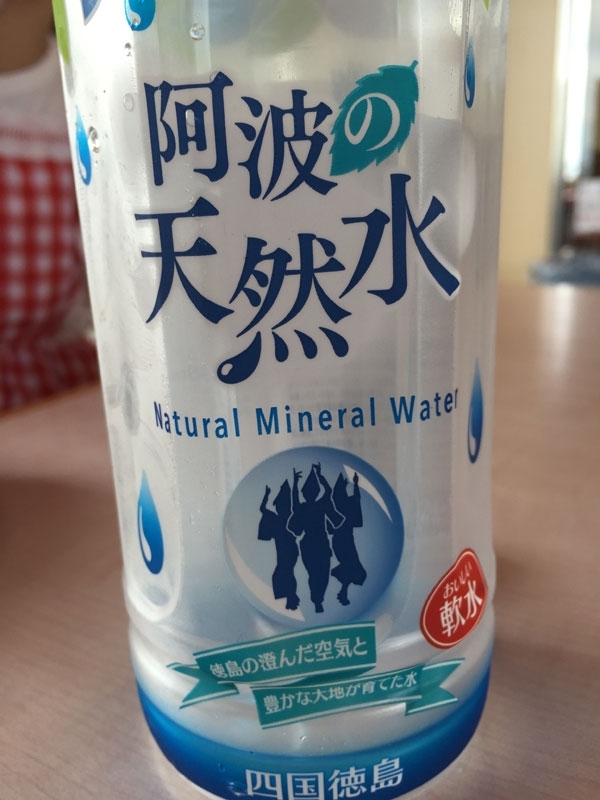 阿波の
天然水
Natural Mineral Water
おいしい
軟水
徳島の澄んだ空気と
豊かな大地が育てた水
四国徳島